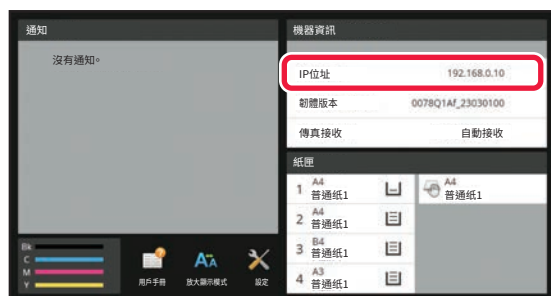 通知
沒有通知。
機器資訊
IP位址 192.168.0.10
韌體版本 0078Q1Af_23030100
傳真接收 自動接收
紙匣
1 A4
普通紙1
A4
普通紙1
2 A4
普通紙1
3 B4
普通紙1
4 A3
普通紙1
Bk
C
M
Y
用戶手冊
放大顯示模式
設定